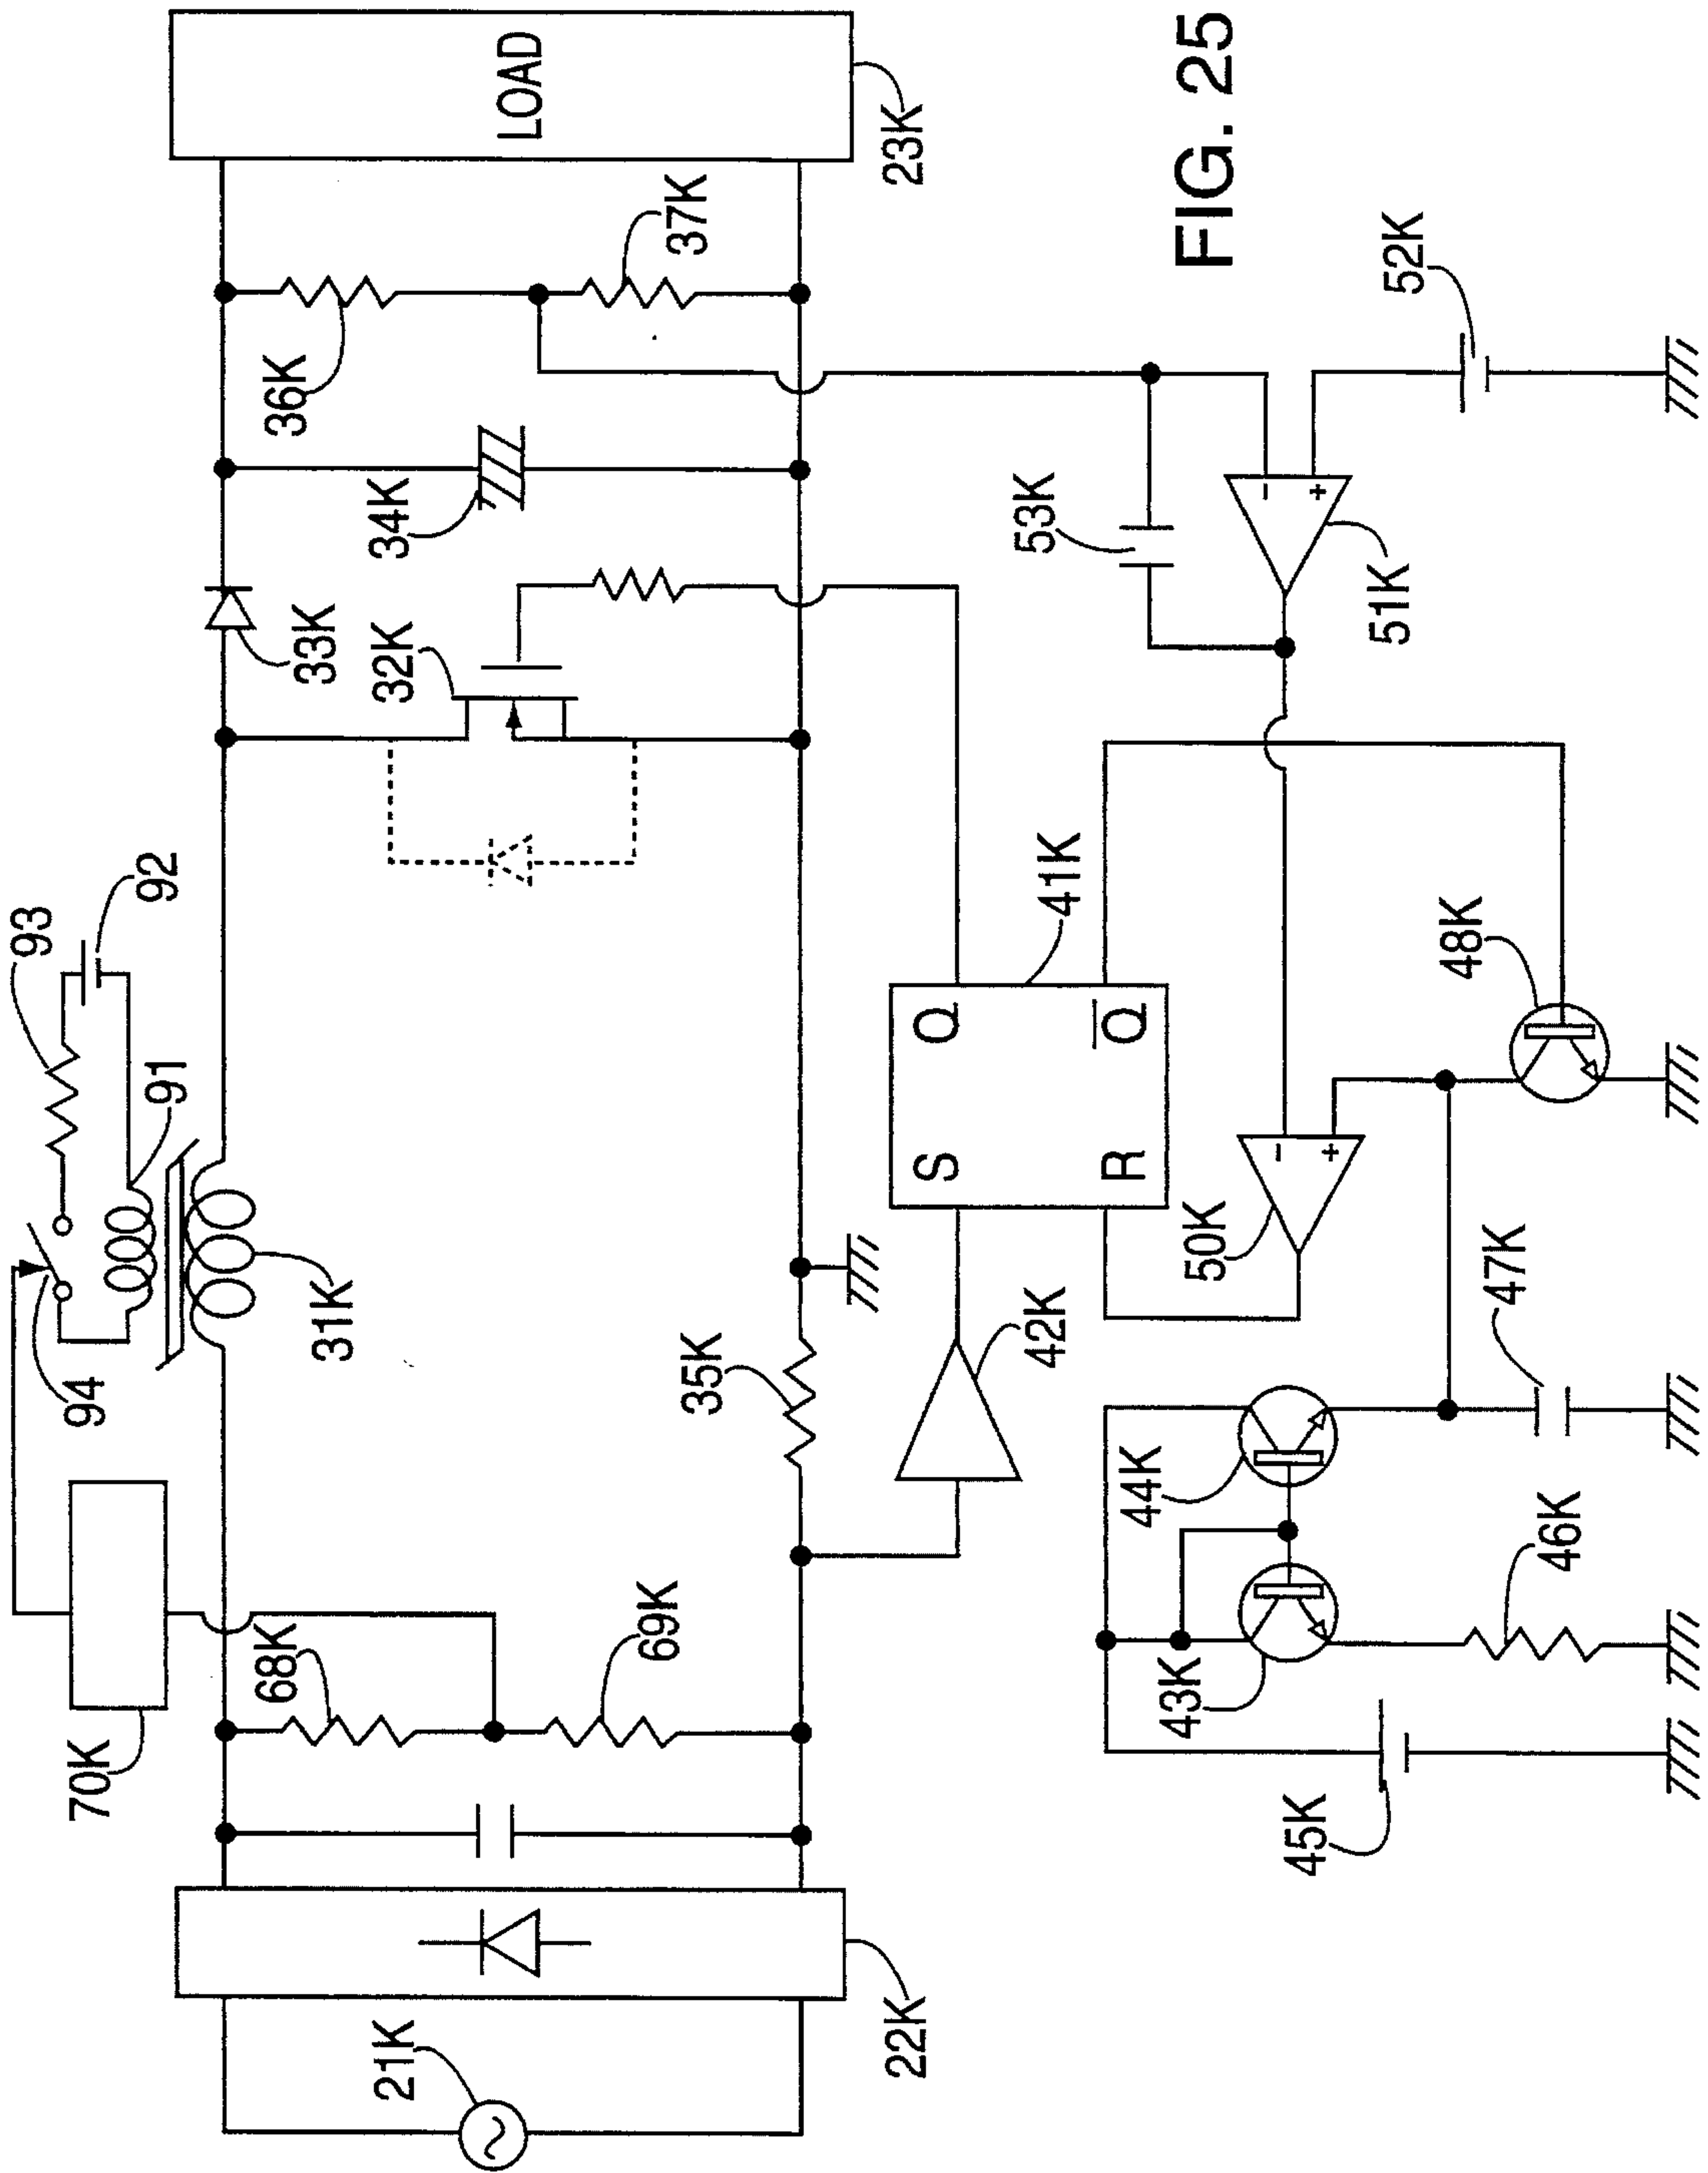 93
92
94
91
31K
70K
68K
69K
21K
22K
33K
32K
34K
36K
37K
LOAD
23K
35K
42K
S Q
R Q̅
41K
50K
-
+
48K
47K
44K
43K
46K
45K
53K
-
+
51K
52K
FIG. 25